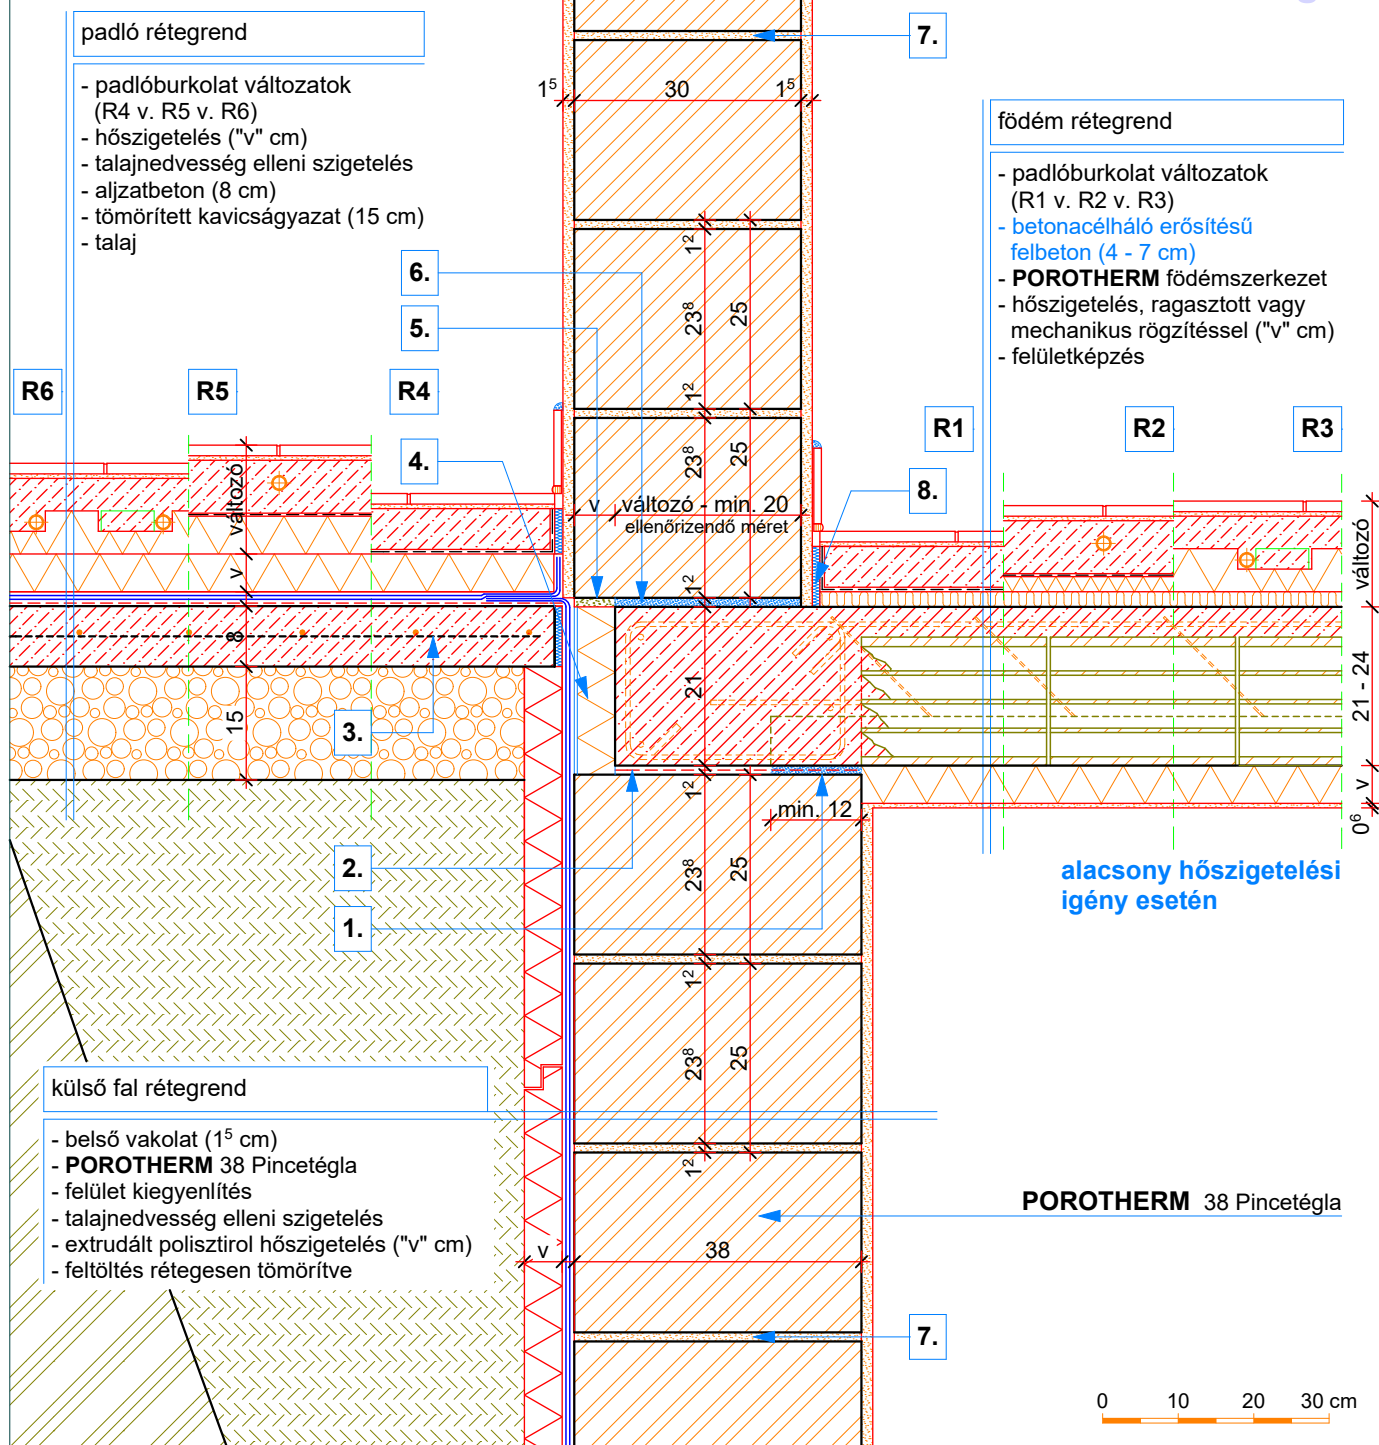 padló rétegrend
- padlóburkolat változatok
(R4 v. R5 v. R6)
- hőszigetelés ("v" cm)
- talajnedvesség elleni szigetelés
- aljzatbeton (8 cm)
- tömörített kavicságyazat (15 cm)
- talaj
7.
1⁵ 30 1⁵
födém rétegrend
- padlóburkolat változatok
(R1 v. R2 v. R3)
- betonacélháló erősítésű
felbeton (4 - 7 cm)
- POROTHERM födémszerkezet
- hőszigetelés, ragasztott vagy
mechanikus rögzítéssel ("v" cm)
- felületképzés
6.
5.
1²
23⁸
25
1²
R6
R5
R4
R1
R2
R3
4.
8.
23⁸
25
v
változó - min. 20
ellenőrizendő méret
1²
változó
v
8
15
3.
21
változó
21 - 24
v
0⁶
1²
min. 12
2.
1.
23⁸
25
alacsony hőszigetelési
igény esetén
1²
23⁸
25
1²
külső fal rétegrend
- belső vakolat (1⁵ cm)
- POROTHERM 38 Pincetégla
- felület kiegyenlítés
- talajnedvesség elleni szigetelés
- extrudált polisztirol hőszigetelés ("v" cm)
- feltöltés rétegesen tömörítve
POROTHERM 38 Pincetégla
v
38
7.
0 10 20 30 cm